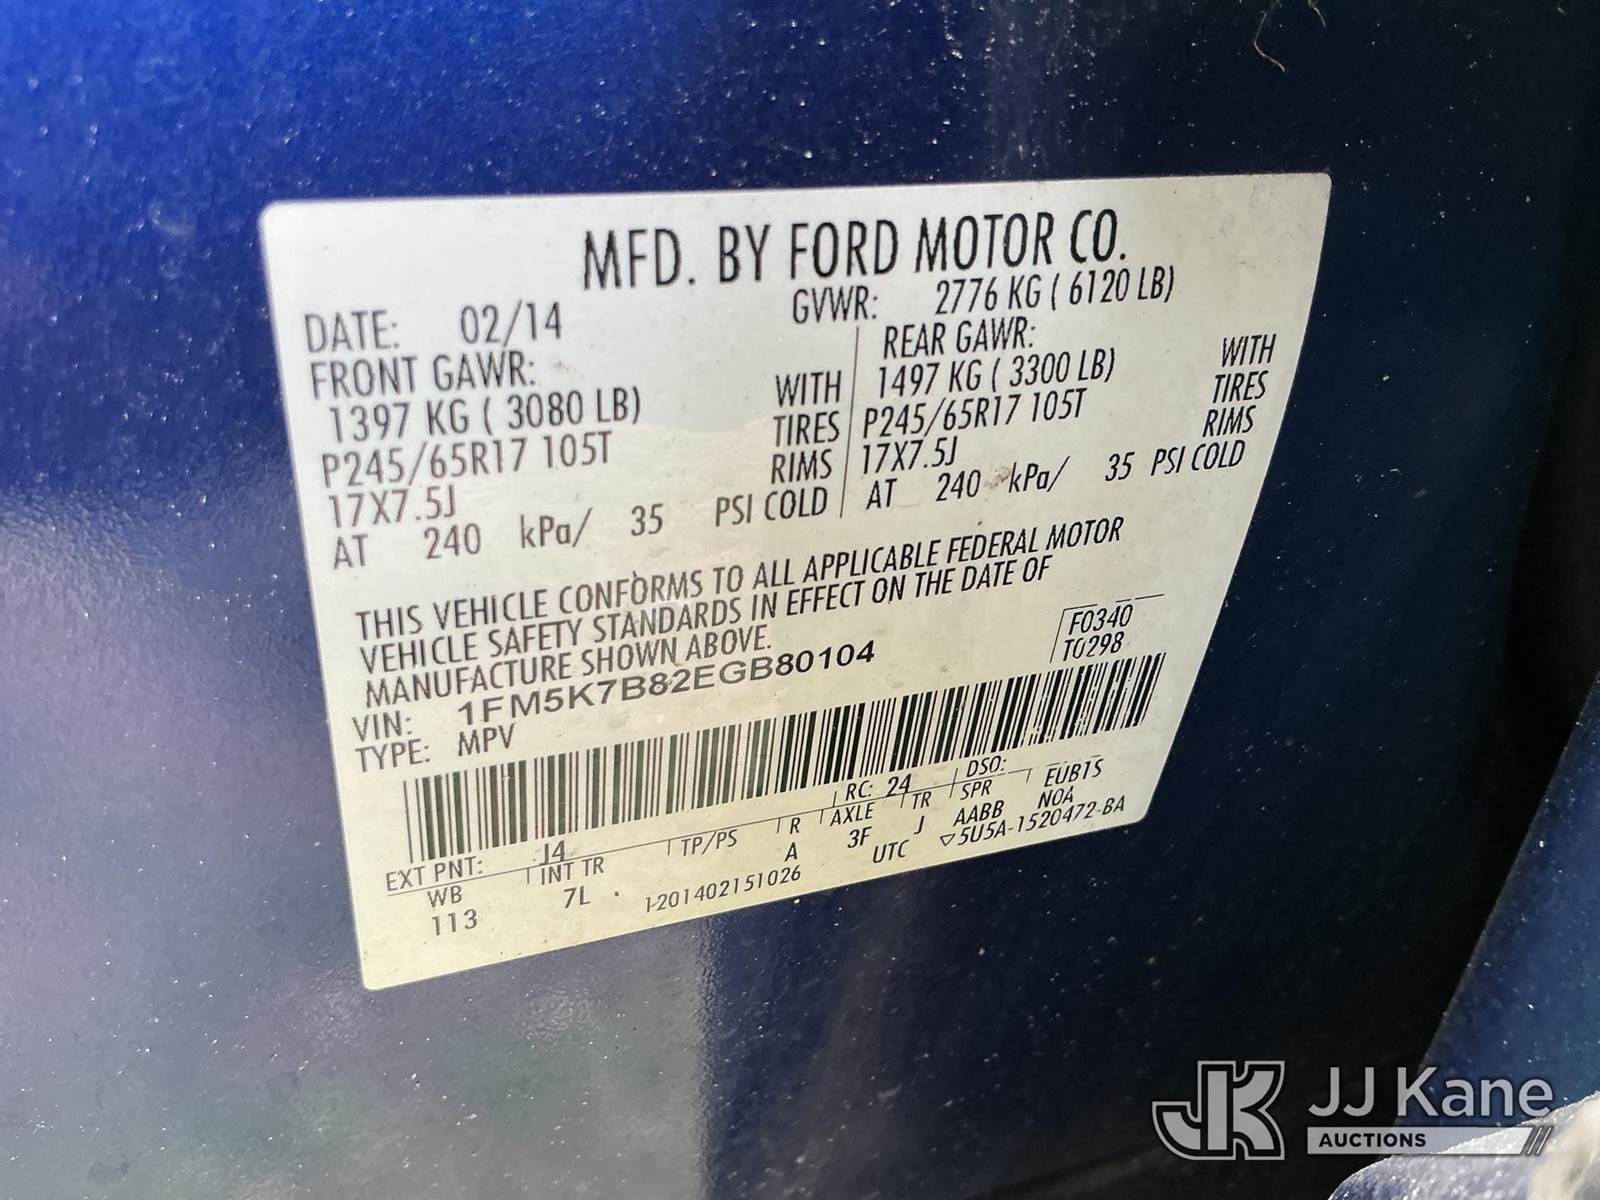 MFD. BY FORD MOTOR CO.
DATE: 02/14 GVWR: 2776 KG ( 6120 LB)
FRONT GAWR: REAR GAWR:
1397 KG ( 3080 LB) WITH 1497 KG ( 3300 LB) WITH
P245/65R17 105T TIRES P245/65R17 105T TIRES
17X7.5J RIMS 17X7.5J RIMS
AT 240 kPa/ 35 PSI COLD AT 240 kPa/ 35 PSI COLD
THIS VEHICLE CONFORMS TO ALL APPLICABLE FEDERAL MOTOR
VEHICLE SAFETY STANDARDS IN EFFECT ON THE DATE OF
MANUFACTURE SHOWN ABOVE.
F0340
T0298
VIN: 1FM5K7B82EGB80104
TYPE: MPV
EXT PNT: J4 RC: 24 DSO:
WB INT TR TP/PS R AXLE TR SPR EUB1S
113 7L A 3F J AABB NOA
1-201402151026 UTC ▽5U5A-1520472-BA
JJ Kane
AUCTIONS